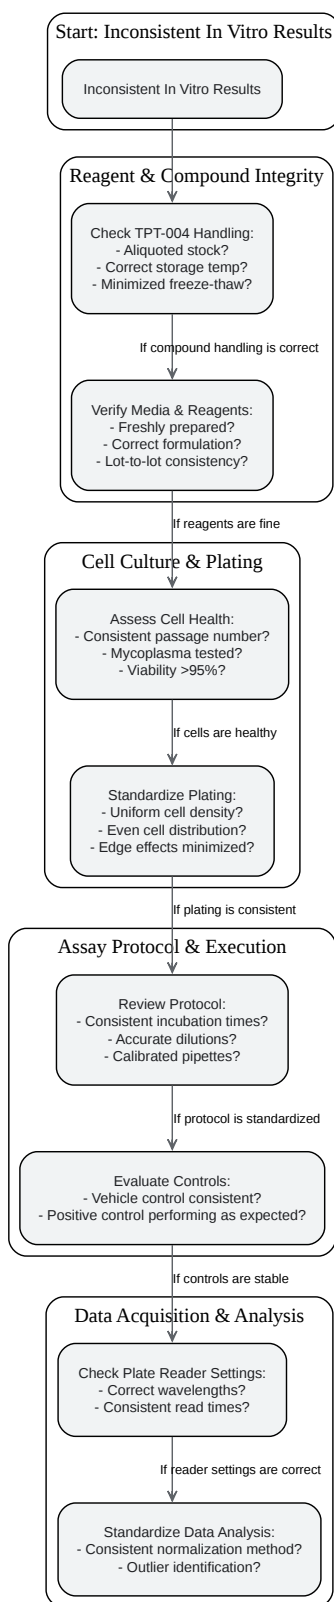 Start: Inconsistent In Vitro Results
Inconsistent In Vitro Results
Reagent & Compound Integrity
Check TPT-004 Handling:
- Aliquoted stock?
- Correct storage temp?
- Minimized freeze-thaw?
If compound handling is correct
Verify Media & Reagents:
- Freshly prepared?
- Correct formulation?
- Lot-to-lot consistency?
If reagents are fine
Cell Culture & Plating
Assess Cell Health:
- Consistent passage number?
- Mycoplasma tested?
- Viability >95%?
If cells are healthy
Standardize Plating:
- Uniform cell density?
- Even cell distribution?
- Edge effects minimized?
If plating is consistent
Assay Protocol & Execution
Review Protocol:
- Consistent incubation times?
- Accurate dilutions?
- Calibrated pipettes?
If protocol is standardized
Evaluate Controls:
- Vehicle control consistent?
- Positive control performing as expected?
If controls are stable
Data Acquisition & Analysis
Check Plate Reader Settings:
- Correct wavelengths?
- Consistent read times?
If reader settings are correct
Standardize Data Analysis:
- Consistent normalization method?
- Outlier identification?